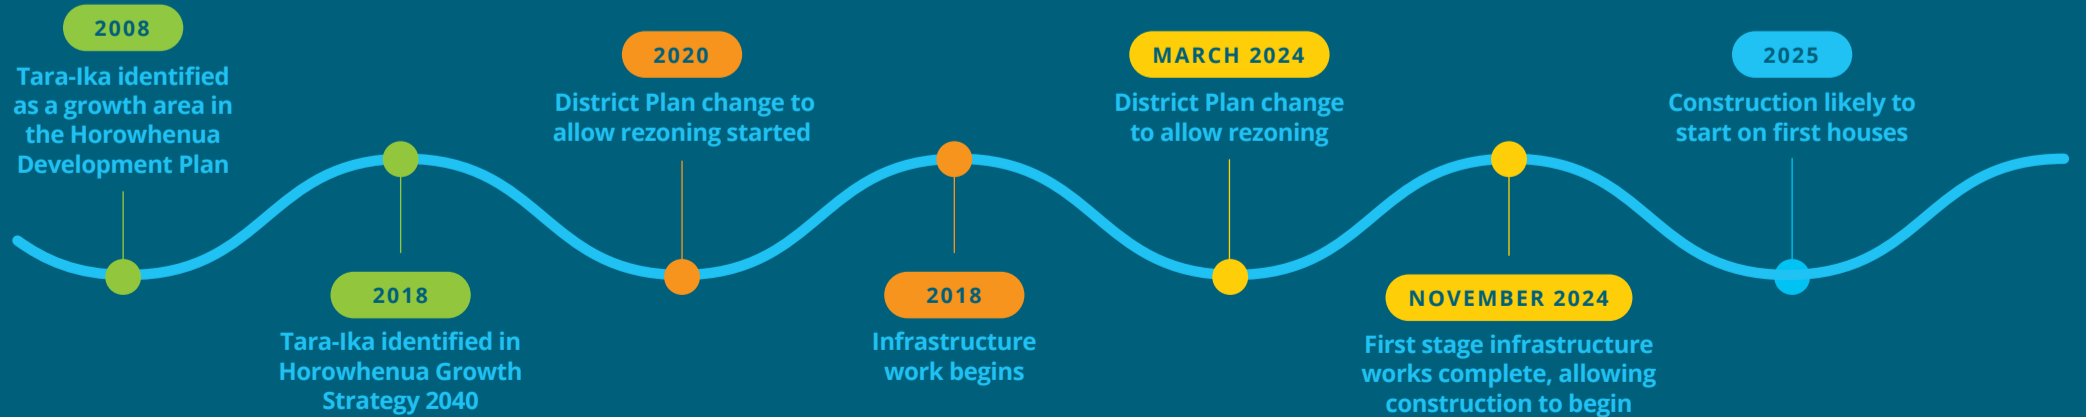 2008
Tara-Ika identified
as a growth area in
the Horowhenua
Development Plan
2018
Tara-Ika identified in
Horowhenua Growth
Strategy 2040
2020
District Plan change to
allow rezoning started
2018
Infrastructure
work begins
MARCH 2024
District Plan change
to allow rezoning
NOVEMBER 2024
First stage infrastructure
works complete, allowing
construction to begin
2025
Construction likely to
start on first houses